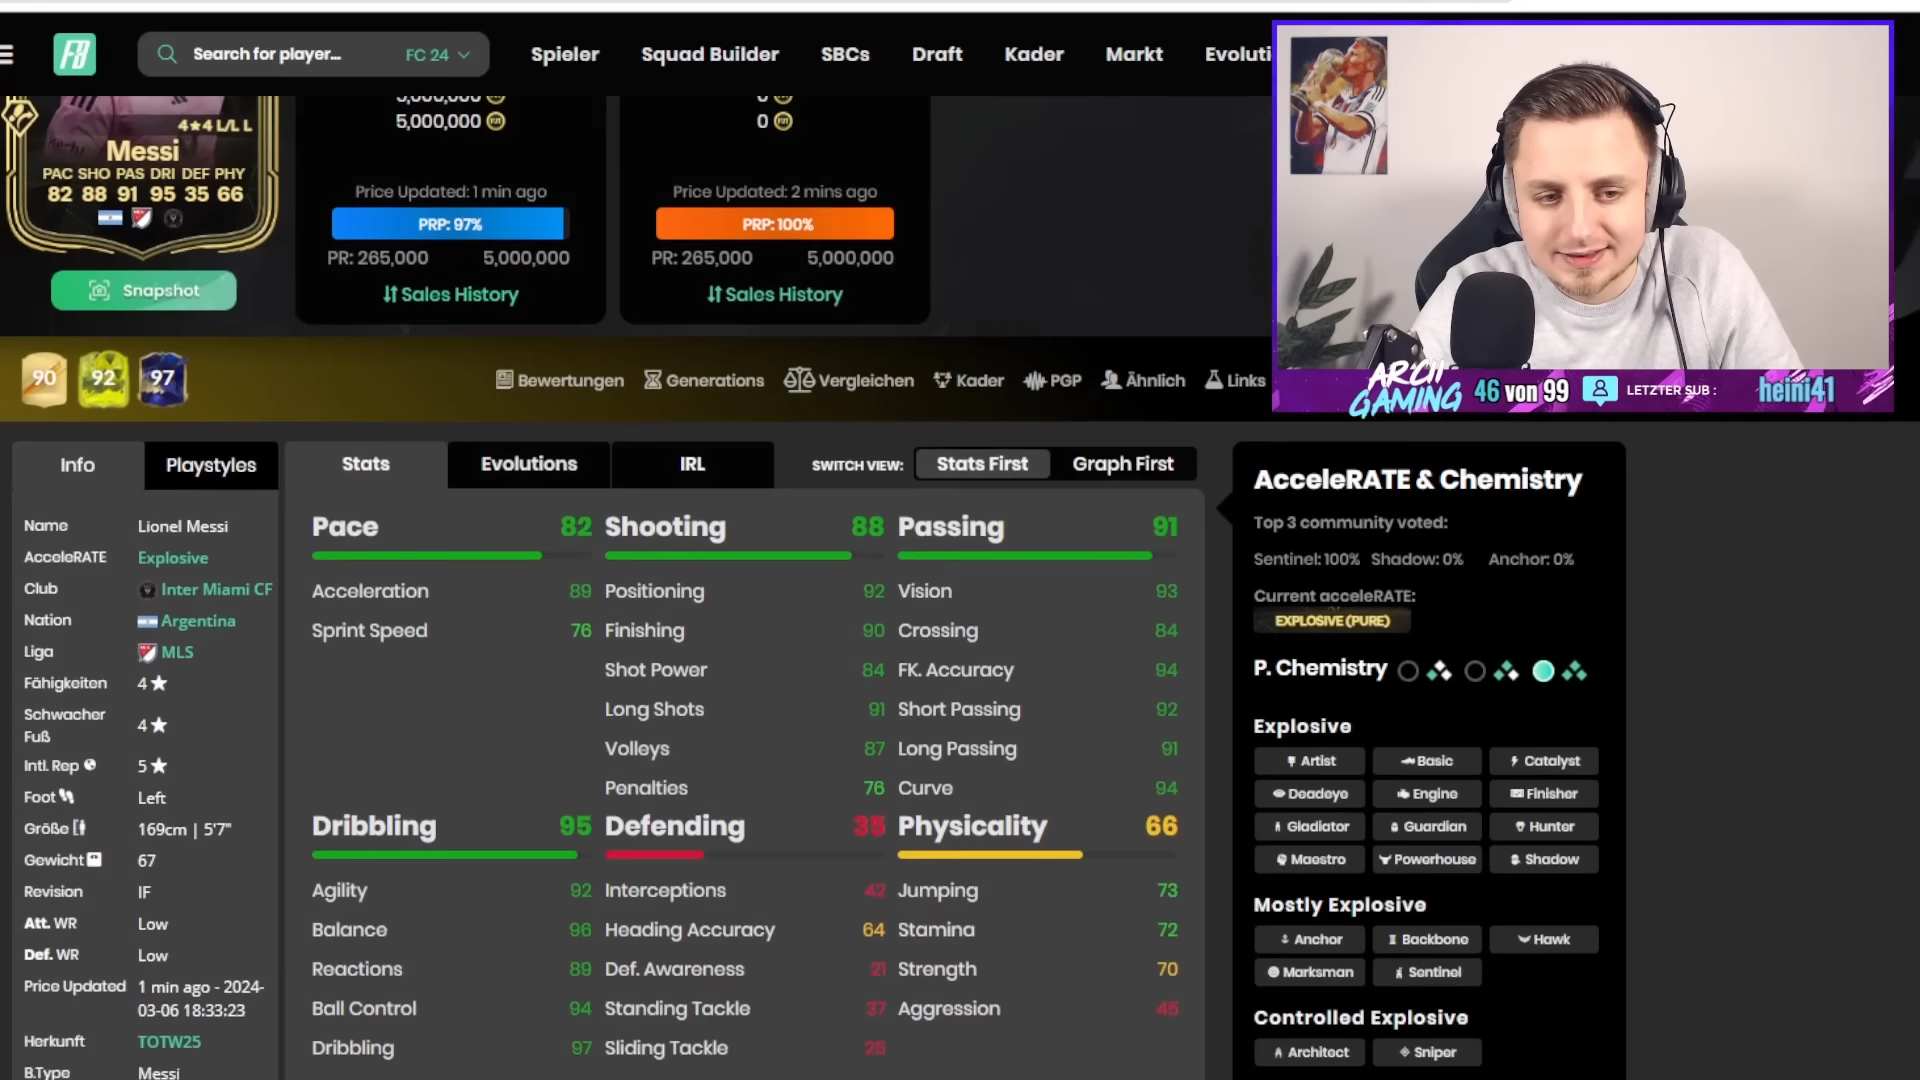 Search for player...
FC 24
Spieler
Squad Builder
SBCs
Draft
Kader
Markt
4★4 L/L L
Messi
PAC SHO PAS DRI DEF PHY
82 88 91 95 35 66
Snapshot
5,000,000
5,000,000
Price Updated: 1 min ago
PRP: 97%
PR: 265,000
5,000,000
Sales History
0
0
Price Updated: 2 mins ago
PRP: 100%
PR: 265,000
5,000,000
Sales History
ARCII
GAMING
46 von 99
LETZTER SUB :
heini41
90
92
97
Bewertungen
Generations
Vergleichen
Kader
PGP
Ähnlich
Links
Info
Playstyles
Name Lionel Messi
AcceleRATE Explosive
Club Inter Miami CF
Nation Argentina
Liga MLS
Fähigkeiten 4 ★
Schwacher
Fuß 4 ★
Intl. Rep 5 ★
Foot Left
Größe 169cm | 5'7"
Gewicht 67
Revision IF
Att. WR Low
Def. WR Low
Price Updated 1 min ago - 2024-
03-06 18:33:23
Herkunft TOTW25
B.Type Messi
Stats
Evolutions
IRL
SWITCH VIEW:
Stats First
Graph First
Pace 82
Acceleration 89
Sprint Speed 76
Shooting 88
Positioning 92
Finishing 90
Shot Power 84
Long Shots 91
Volleys 87
Penalties 76
Passing 91
Vision 93
Crossing 84
FK. Accuracy 94
Short Passing 92
Long Passing 91
Curve 94
Dribbling 95
Agility 92
Balance 96
Reactions 89
Ball Control 94
Dribbling 97
Defending 35
Interceptions 42
Heading Accuracy 64
Def. Awareness 21
Standing Tackle 37
Sliding Tackle 26
Physicality 66
Jumping 73
Stamina 72
Strength 70
Aggression 45
AcceleRATE & Chemistry
Top 3 community voted:
Sentinel: 100% Shadow: 0% Anchor: 0%
Current acceleRATE:
EXPLOSIVE (PURE)
P. Chemistry
Explosive
Artist
Basic
Catalyst
Deadeye
Engine
Finisher
Gladiator
Guardian
Hunter
Maestro
Powerhouse
Shadow
Mostly Explosive
Anchor
Backbone
Hawk
Marksman
Sentinel
Controlled Explosive
Architect
Sniper